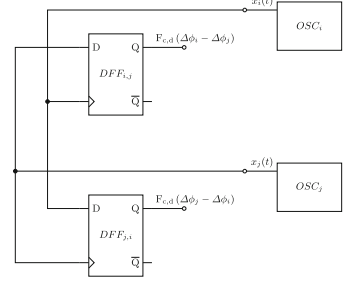 x_i(t)
OSC_i
D Q F_{c,d} (Δϕ_i − Δϕ_j)
DFF_{i,j}
Q̅
x_j(t)
OSC_j
D Q F_{c,d} (Δϕ_j − Δϕ_i)
DFF_{j,i}
Q̅